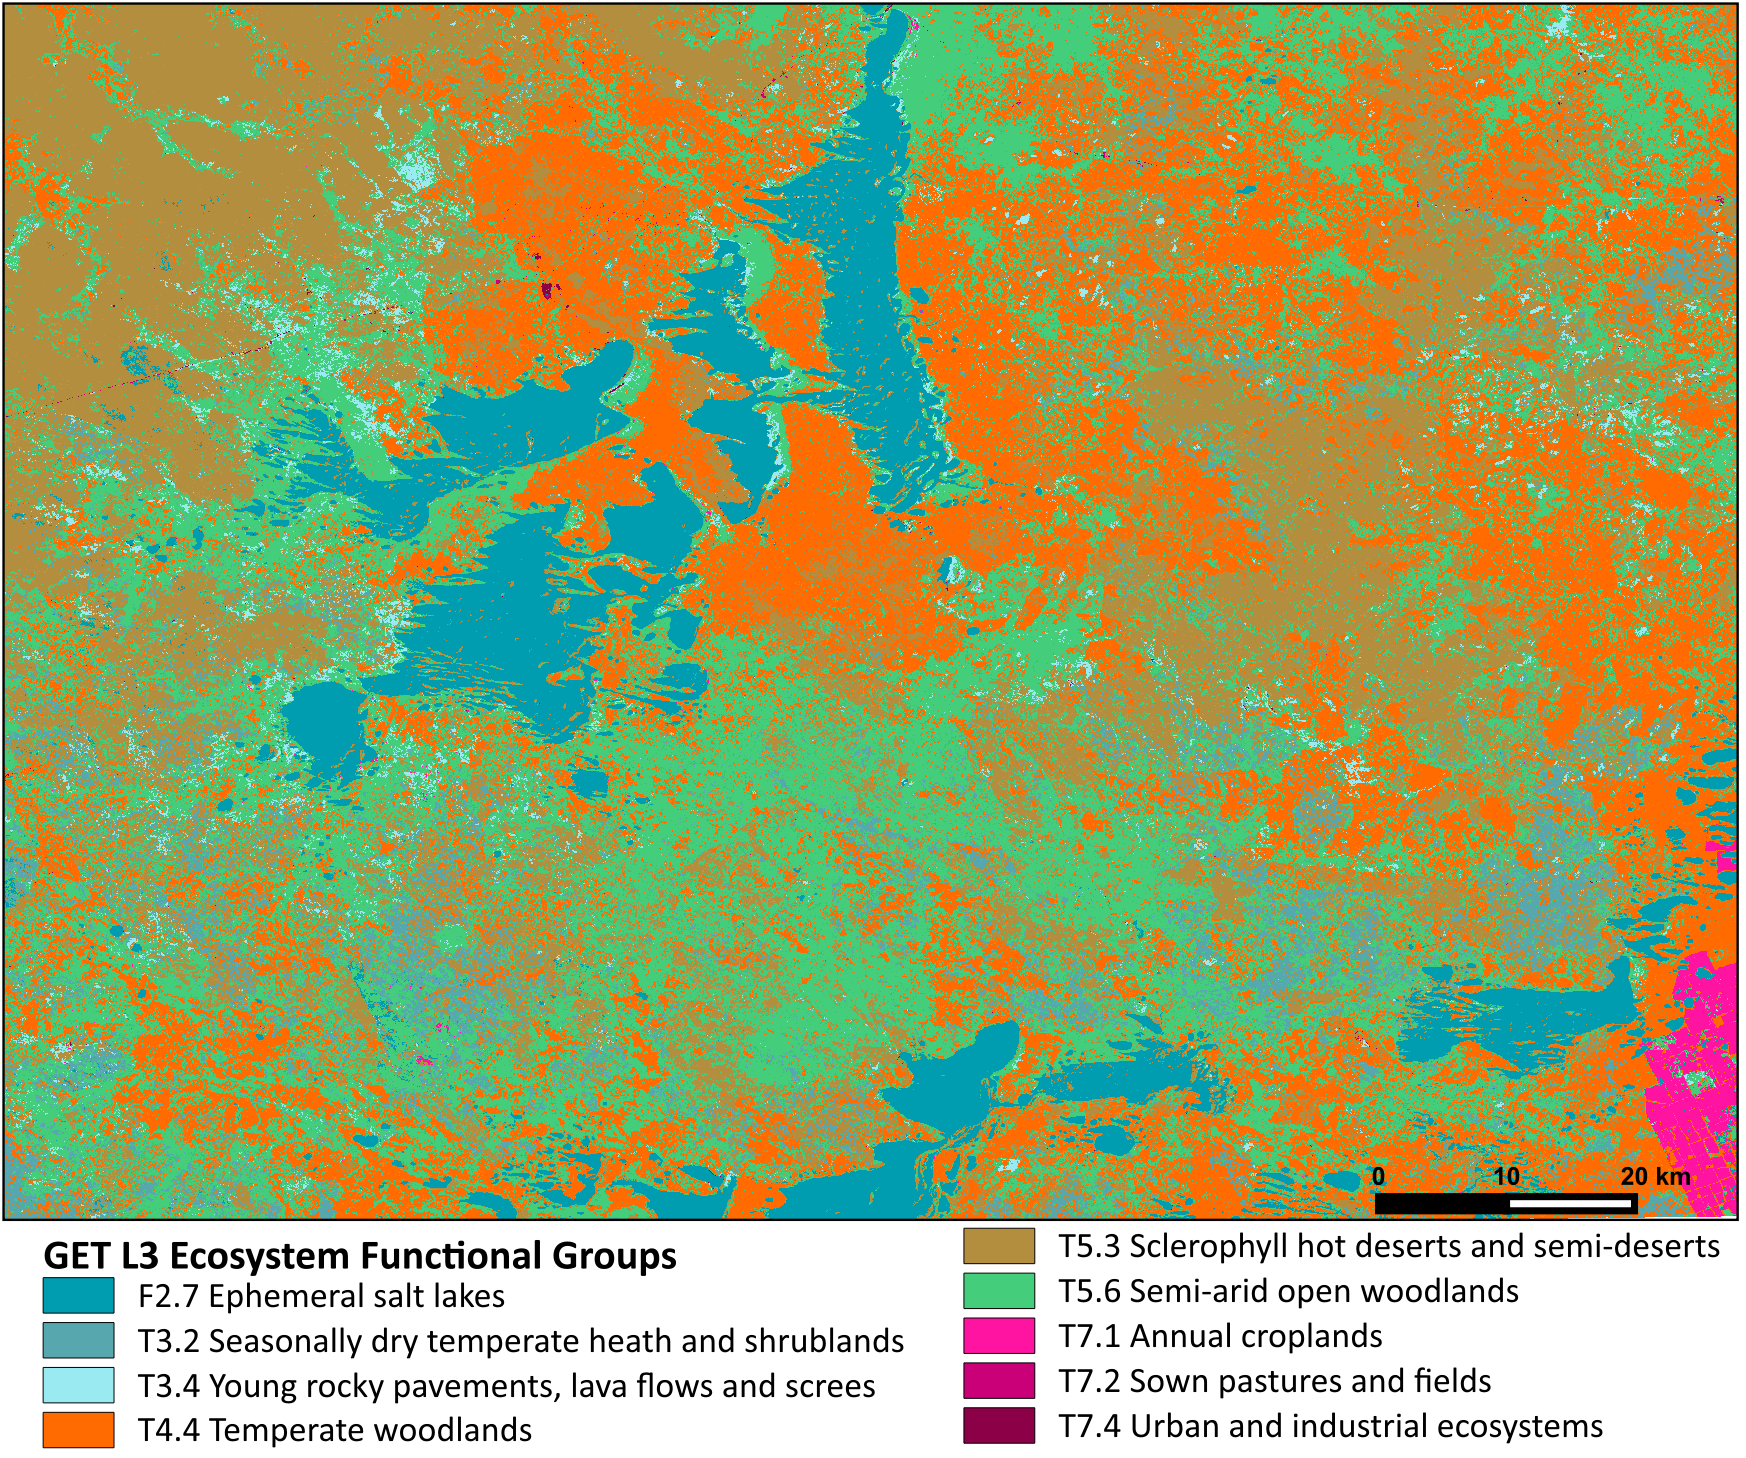 0 10 20 km
GET L3 Ecosystem Functional Groups
F2.7 Ephemeral salt lakes
T3.2 Seasonally dry temperate heath and shrublands
T3.4 Young rocky pavements, lava flows and screes
T4.4 Temperate woodlands
T5.3 Sclerophyll hot deserts and semi-deserts
T5.6 Semi-arid open woodlands
T7.1 Annual croplands
T7.2 Sown pastures and fields
T7.4 Urban and industrial ecosystems